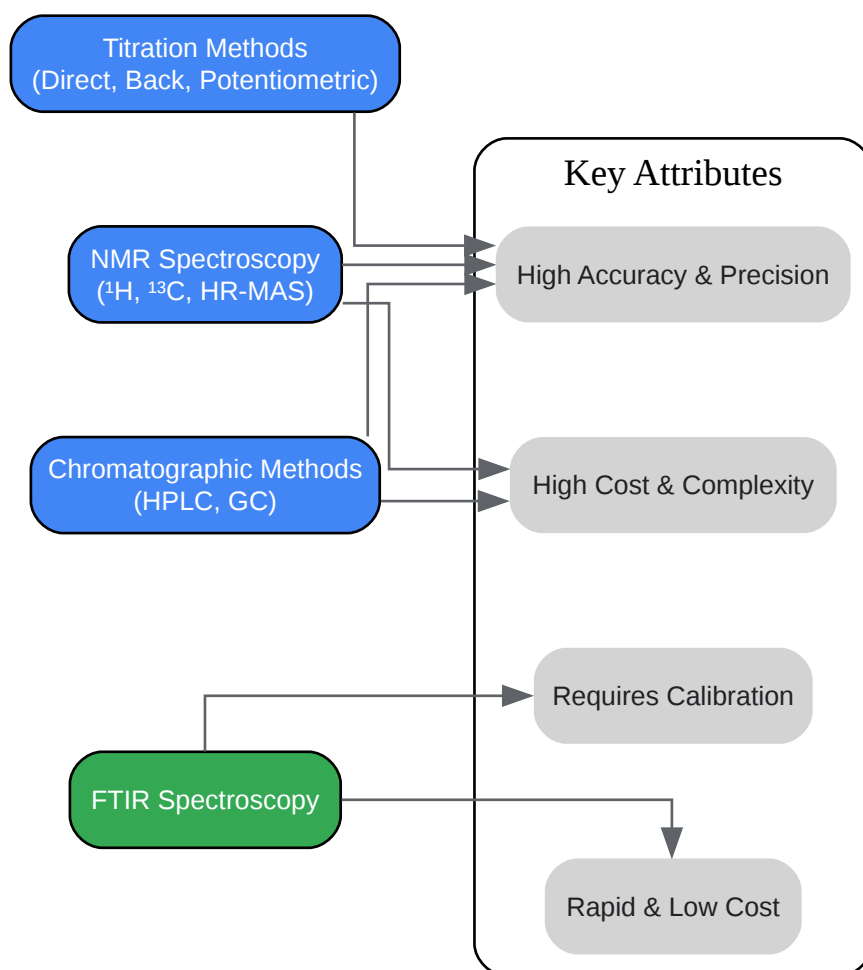 Titration Methods
(Direct, Back, Potentiometric)
Key Attributes
NMR Spectroscopy
(¹H, ¹³C, HR-MAS)
High Accuracy & Precision
Chromatographic Methods
(HPLC, GC)
High Cost & Complexity
Requires Calibration
FTIR Spectroscopy
Rapid & Low Cost